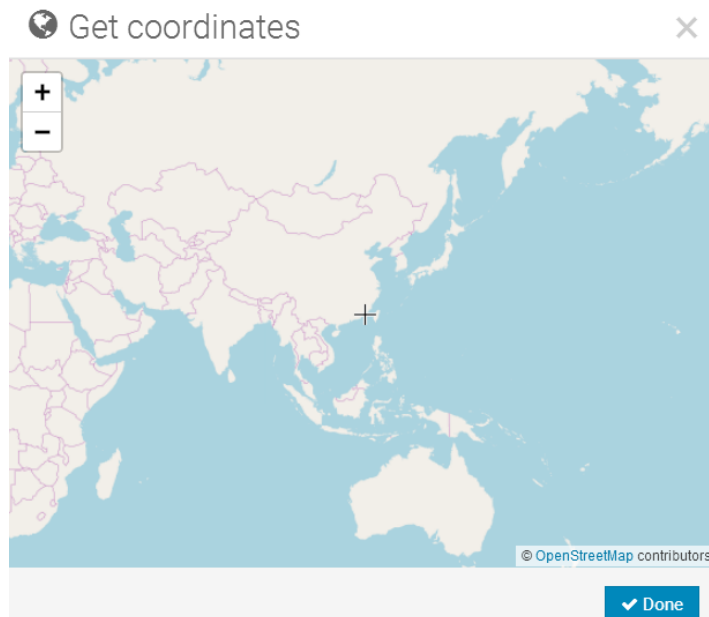 Get coordinates ×
+
−
© OpenStreetMap contributors
✔ Done